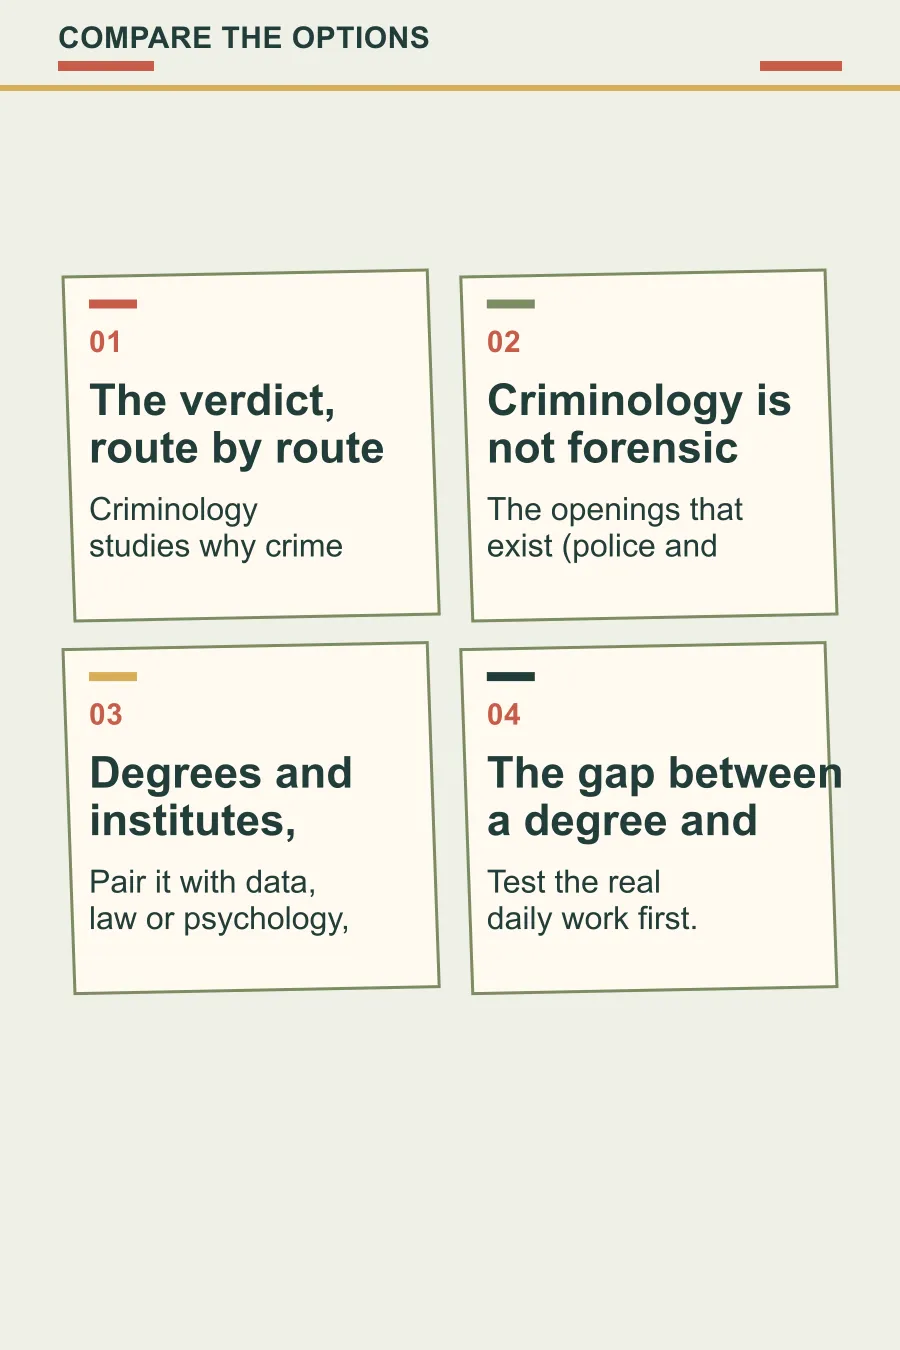 COMPARE THE OPTIONS
01
The verdict,
route by route
Criminology
studies why crime
02
Criminology is
not forensic
The openings that
exist (police and
03
Degrees and
institutes,
Pair it with data,
law or psychology,
04
The gap between
a degree and
Test the real
daily work first.